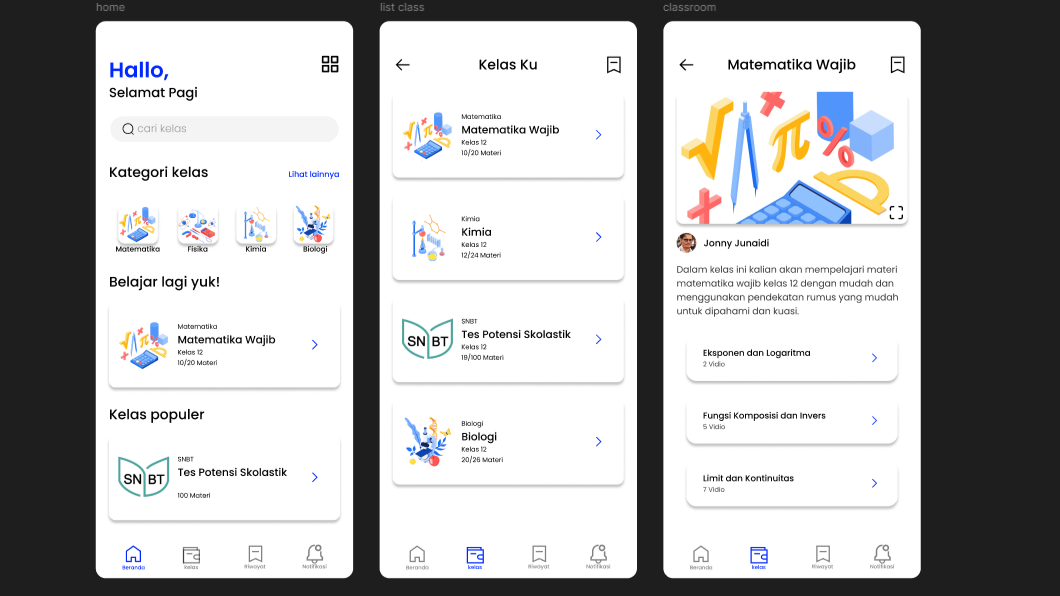 home
Hallo,
Selamat Pagi
cari kelas
Kategori kelas
Lihat lainnya
Matematika
Fisika
Kimia
Biologi
Belajar lagi yuk!
Matematika
Matematika Wajib
Kelas 12
10/20 Materi
Kelas populer
SNBT
SNBT
Tes Potensi Skolastik
100 Materi
Beranda
kelas
Riwayat
Notifikasi
list class
Kelas Ku
Matematika
Matematika Wajib
Kelas 12
10/20 Materi
Kimia
Kimia
Kelas 12
12/24 Materi
SNBT
SNBT
Tes Potensi Skolastik
Kelas 12
19/100 Materi
Biologi
Biologi
Kelas 12
20/26 Materi
Beranda
kelas
Riwayat
Notifikasi
classroom
Matematika Wajib
Jonny Junaidi
Dalam kelas ini kalian akan mempelajari materi
matematika wajib kelas 12 dengan mudah dan
menggunakan pendekatan rumus yang mudah
untuk dipahami dan kuasi.
Eksponen dan Logaritma
2 Vidio
Fungsi Komposisi dan Invers
5 Vidio
Limit dan Kontinuitas
7 Vidio
Beranda
kelas
Riwayat
Notifikasi